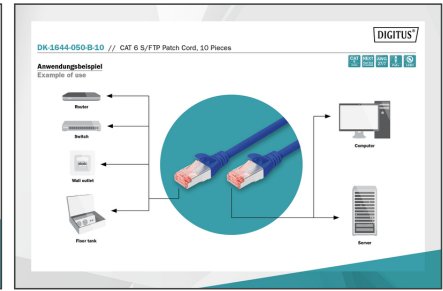 DIGITUS®
DK-1644-050-B-10 // CAT 6 S/FTP Patch Cord, 10 Pieces
Anwendungsbeispiel
Example of use
Router
Switch
Wall outlet
Floor tank
Computer
Server